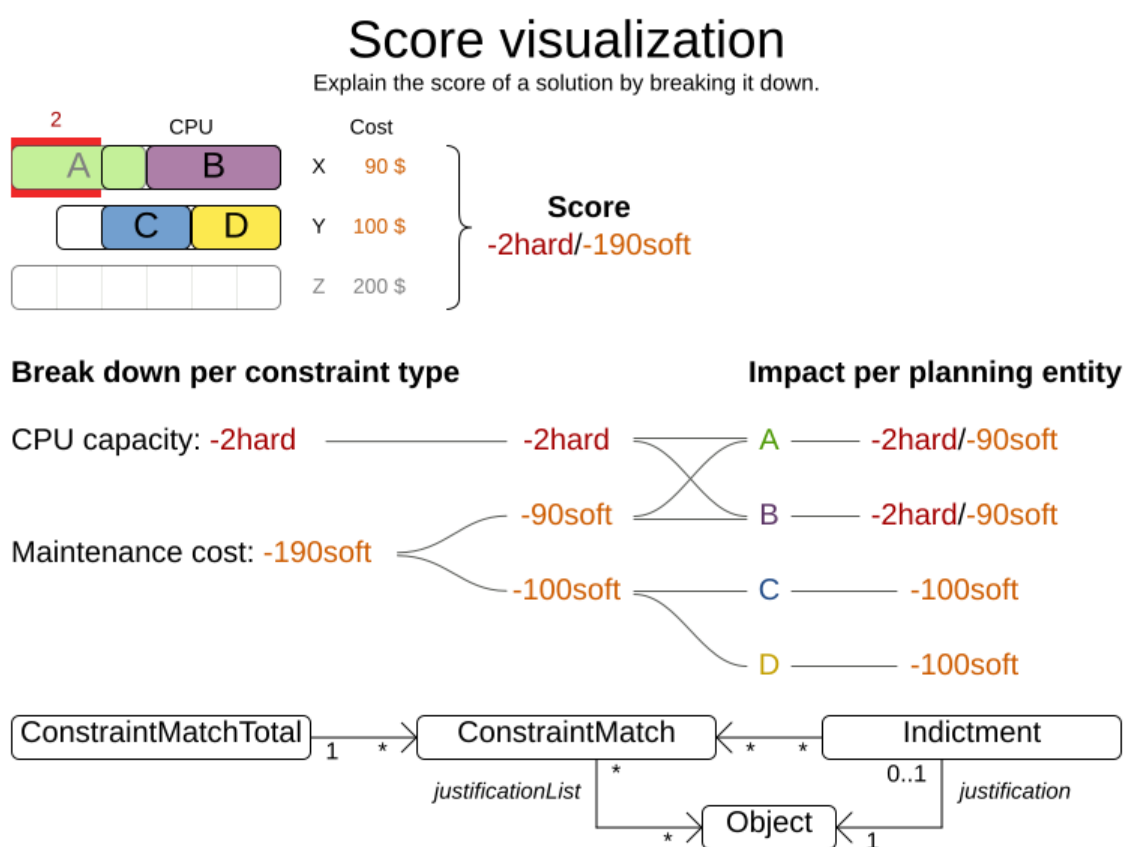 Score visualization
Explain the score of a solution by breaking it down.
2 CPU Cost
A B X 90 $
C D Y 100 $
Z 200 $
Score
-2hard/-190soft
Break down per constraint type Impact per planning entity
CPU capacity: -2hard -2hard A -2hard/-90soft
-90soft B -2hard/-90soft
Maintenance cost: -190soft
-100soft C -100soft
D -100soft
ConstraintMatchTotal 1 * ConstraintMatch * * Indictment
* 0..1
justificationList justification
* Object 1